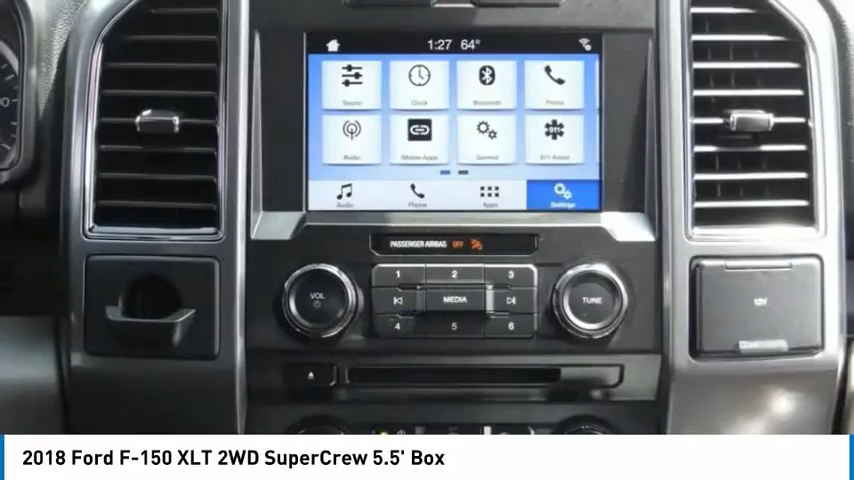 1:27 64°
Sound Clock Bluetooth Phone
Radio Mobile Apps General 911 Assist
Audio Phone Apps Settings
PASSENGER AIRBAG OFF
1 2 3
VOL MEDIA TUNE
4 5 6
12V
2018 Ford F-150 XLT 2WD SuperCrew 5.5' Box